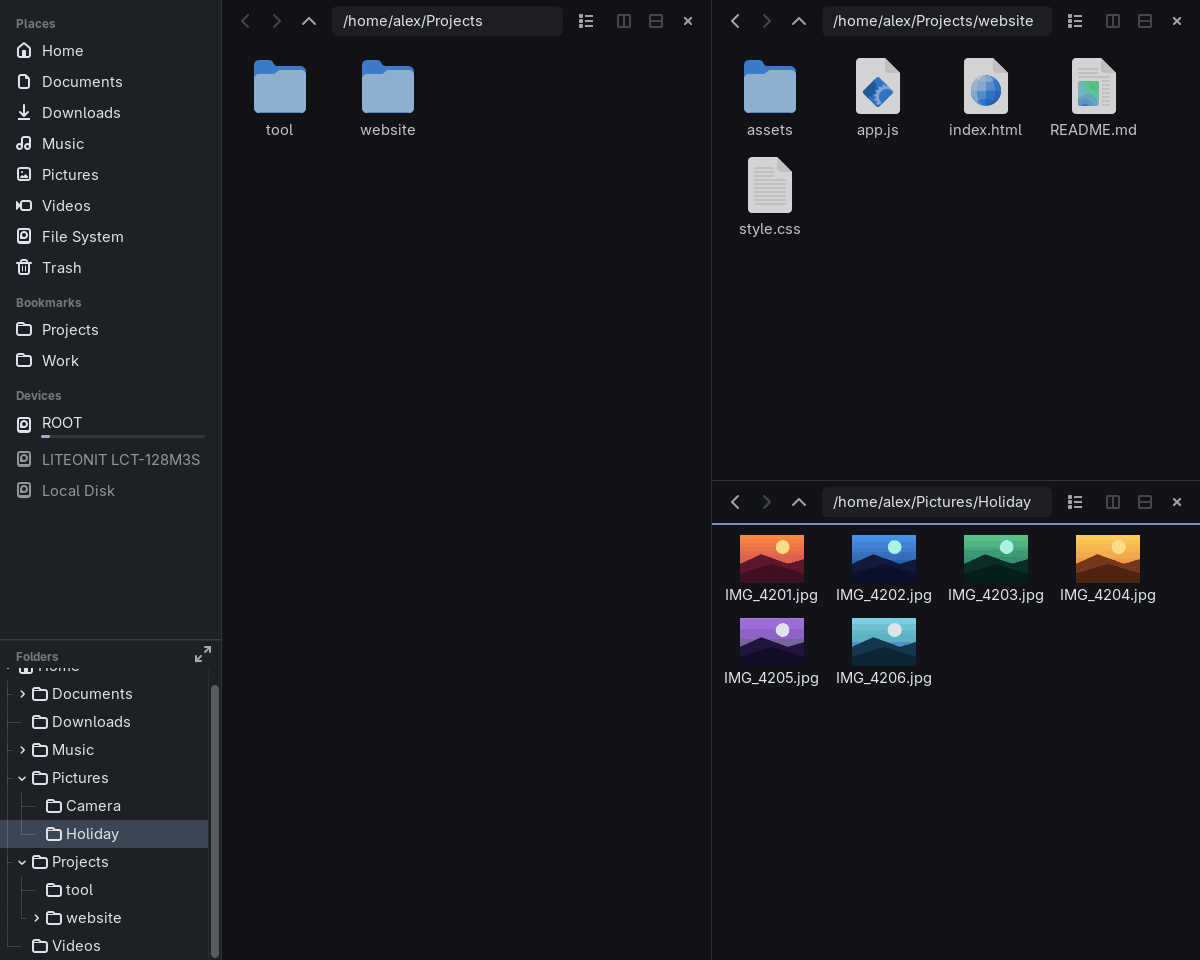 Places
Home
Documents
Downloads
Music
Pictures
Videos
File System
Trash
Bookmarks
Projects
Work
Devices
ROOT
LITEONIT LCT-128M3S
Local Disk
Folders
Home
Documents
Downloads
Music
Pictures
Camera
Holiday
Projects
tool
website
Videos
/home/alex/Projects
tool website
/home/alex/Projects/website
assets app.js index.html README.md
style.css
/home/alex/Pictures/Holiday
IMG_4201.jpg IMG_4202.jpg IMG_4203.jpg IMG_4204.jpg
IMG_4205.jpg IMG_4206.jpg